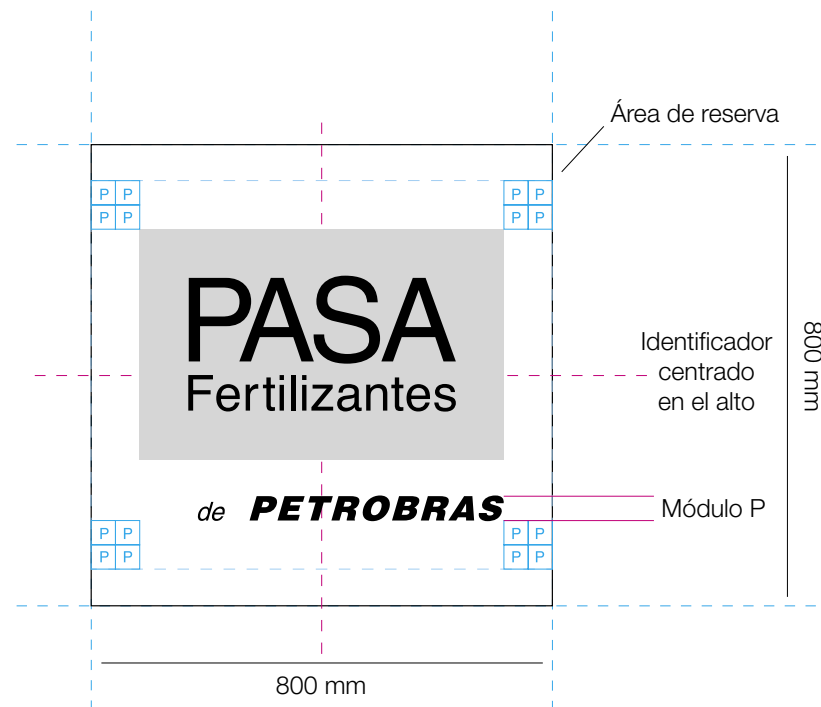 Área de reserva
P P P P
P P P P
PASA
Fertilizantes
Identificador
centrado
en el alto
800 mm
de PETROBRAS
Módulo P
P P P P
P P P P
800 mm